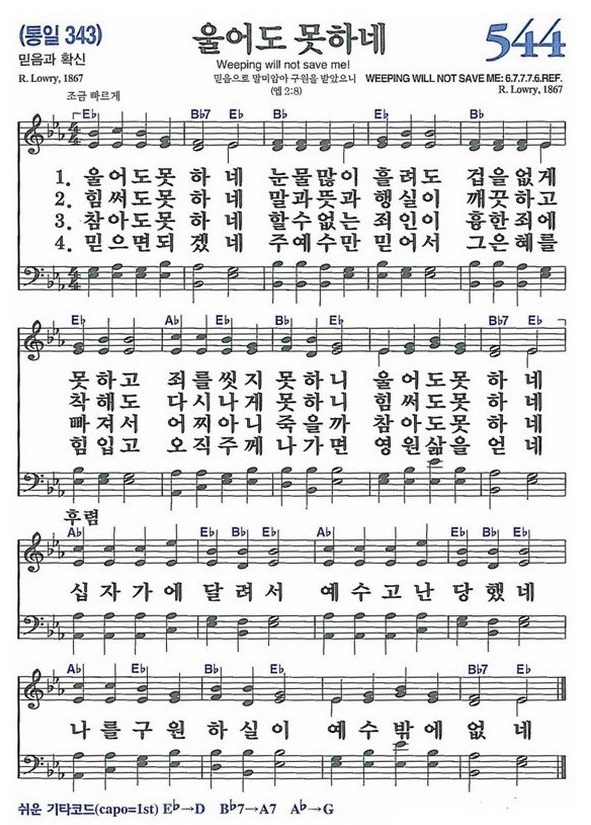 (통일 343)
울어도 못하네
544
믿음과 확신
Weeping will not save me!
R. Lowry, 1867
믿음으로 말미암아 구원을 받았으니
WEEPING WILL NOT SAVE ME: 6.7.7.7.6.REF.
(엡 2:8)
R. Lowry, 1867
조금 빠르게
E♭ B♭7 E♭ B♭ E♭ B♭
1. 울어도못 하 네 눈물많이 흘려도 겁을없게
2. 힘써도못 하 네 말과뜻과 행실이 깨끗하고
3. 참아도못 하 네 할수없는 죄인이 흉한죄에
4. 믿으면되 겠 네 주예수만 믿어서 그은혜를
E♭ A♭ E♭ B♭ E♭ B♭7 E♭
못하고 죄를씻지 못하니 울어도못 하 네
착해도 다시나게 못하니 힘써도못 하 네
빠져서 어찌아니 죽을까 참아도못 하 네
힘입고 오직주께 나가면 영원삶을 얻 네
후렴
A♭ E♭ B♭ E♭ A♭ E♭ B♭ E♭
십 자 가 에 달 려 서 예 수 고 난 당 했 네
A♭ E♭ B♭ E♭ B♭7 E♭
나 를 구 원 하 실 이 예 수 밖 에 없 네
쉬운 기타코드(capo=1st) E♭→D B♭7→A7 A♭→G